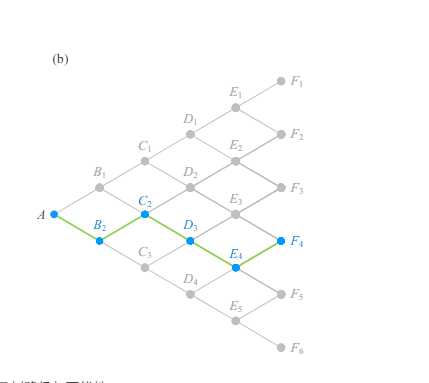 (b)
F₁
E₁
D₁
F₂
C₁
E₂
B₁
D₂
F₃
A
C₂
E₃
B₂
D₃
F₄
C₃
E₄
D₄
F₅
E₅
F₆